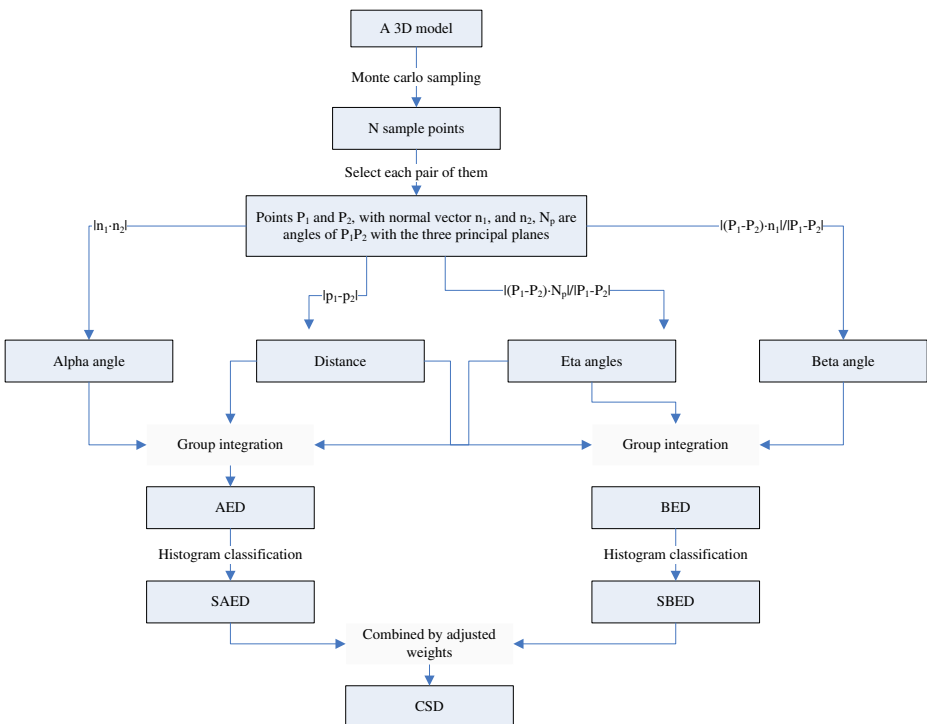 A 3D model
Monte carlo sampling
N sample points
Select each pair of them
Points P₁ and P₂, with normal vector n₁, and n₂, Nₚ are
angles of P₁P₂ with the three principal planes
|n₁·n₂|
|(P₁-P₂)·n₁|/|P₁-P₂|
|p₁-p₂|
|(P₁-P₂)·Nₚ|/|P₁-P₂|
Alpha angle
Distance
Eta angles
Beta angle
Group integration
Group integration
AED
BED
Histogram classification
Histogram classification
SAED
SBED
Combined by adjusted
weights
CSD